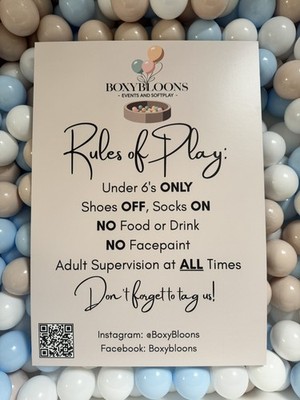 BOXYBLOONS
- EVENTS AND SOFTPLAY -
Rules of Play:
Under 6's ONLY
Shoes OFF, Socks ON
NO Food or Drink
NO Facepaint
Adult Supervision at ALL Times
Don't forget to tag us!
Instagram: @BoxyBloons
Facebook: Boxybloons